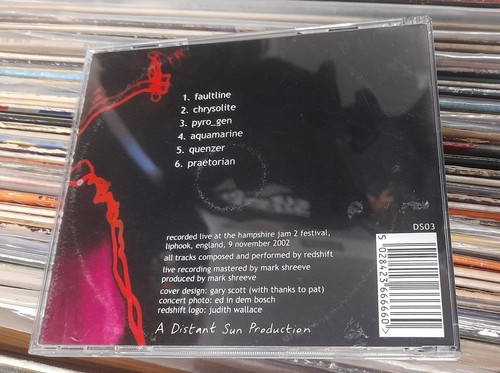 1. faultline
2. chrysolite
3. pyro_gen
4. aquamarine
5. quenzer
6. praetorian
recorded live at the hampshire jam 2 festival,
liphook, england, 9 november 2002
all tracks composed and performed by redshift
live recording mastered by mark shreeve
produced by mark shreeve
cover design: gary scott (with thanks to pat)
concert photo: ed in dem bosch
redshift logo: judith wallace
A Distant Sun Production
DS03
5 028423 666660 >